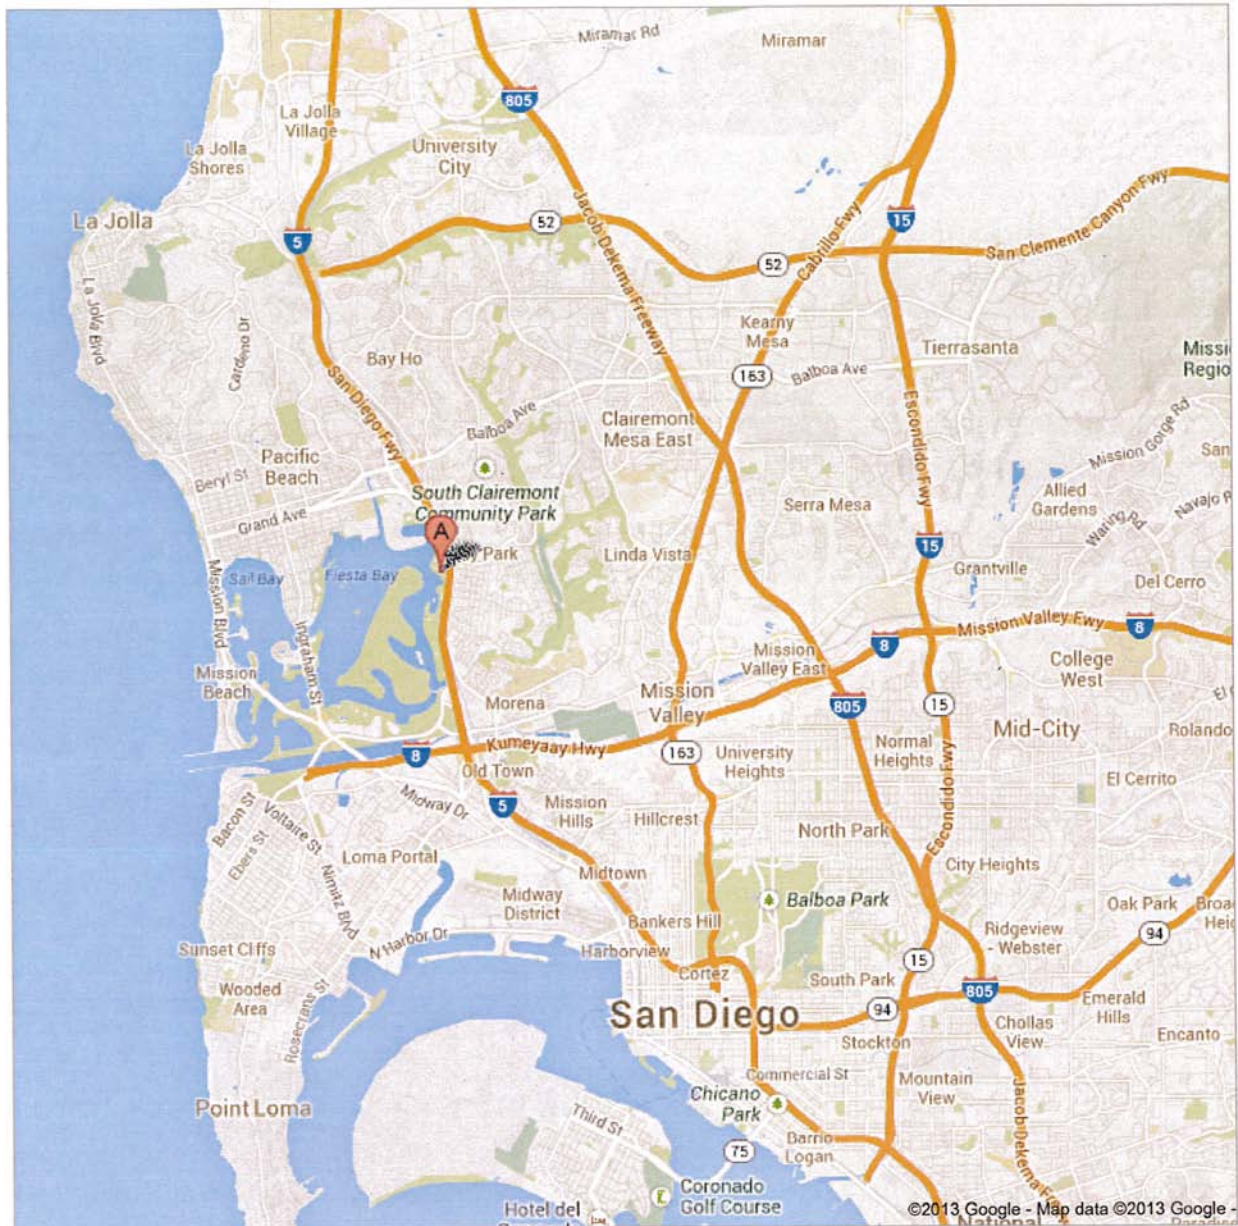 Miramar Rd
Miramar
805
La Jolla
Village
La Jolla
Shores
University
City
La Jolla
52
15
5
Jacob Dekema Freeway
Cabrillo Fwy
San Clemente Canyon Fwy
52
La Jolla Blvd
Cardeno Dr
Kearny
Mesa
Tierrasanta
Bay Ho
163
Balboa Ave
San Diego Fwy
Balboa Ave
Clairemont
Mesa East
Escondido Fwy
Mission Gorge Rd
Pacific
Beach
Beryl St
San
South Clairemont
Community Park
Grand Ave
Serra Mesa
Allied
Gardens
Waring Rd
A
Park
Linda Vista
15
Grantville
Sail Bay
Fiesta Bay
Del Cerro
Mission Blvd
Ingraham St
Mission Valley Fwy
8
8
Mission
Valley East
College
West
Mission
Beach
Morena
Mission
Valley
805
15
Mid-City
Rolando
Kumeyaay Hwy
8
163
University
Heights
Normal
Heights
Old Town
El Cerrito
Midway Dr
5
Mission
Hills
Hillcrest
North Park
Escondido Fwy
Bacon St
Voltaire St
Ebers St
Loma Portal
Nimitz Blvd
Midtown
City Heights
Midway
District
Balboa Park
Oak Park
Bankers Hill
Ridgeview
- Webster
94
Sunset Cliffs
N Harbor Dr
Harborview
Cortez
15
South Park
Wooded
Area
Rosecrans St
805
San Diego
94
Emerald
Hills
Chollas
View
Stockton
Encanto
Commercial St
Mountain
View
Chicano
Park
Point Loma
Third St
Barrio
Logan
75
Jacob Dekema Fr
Coronado
Golf Course
Hotel del
©2013 Google - Map data ©2013 Google -
National